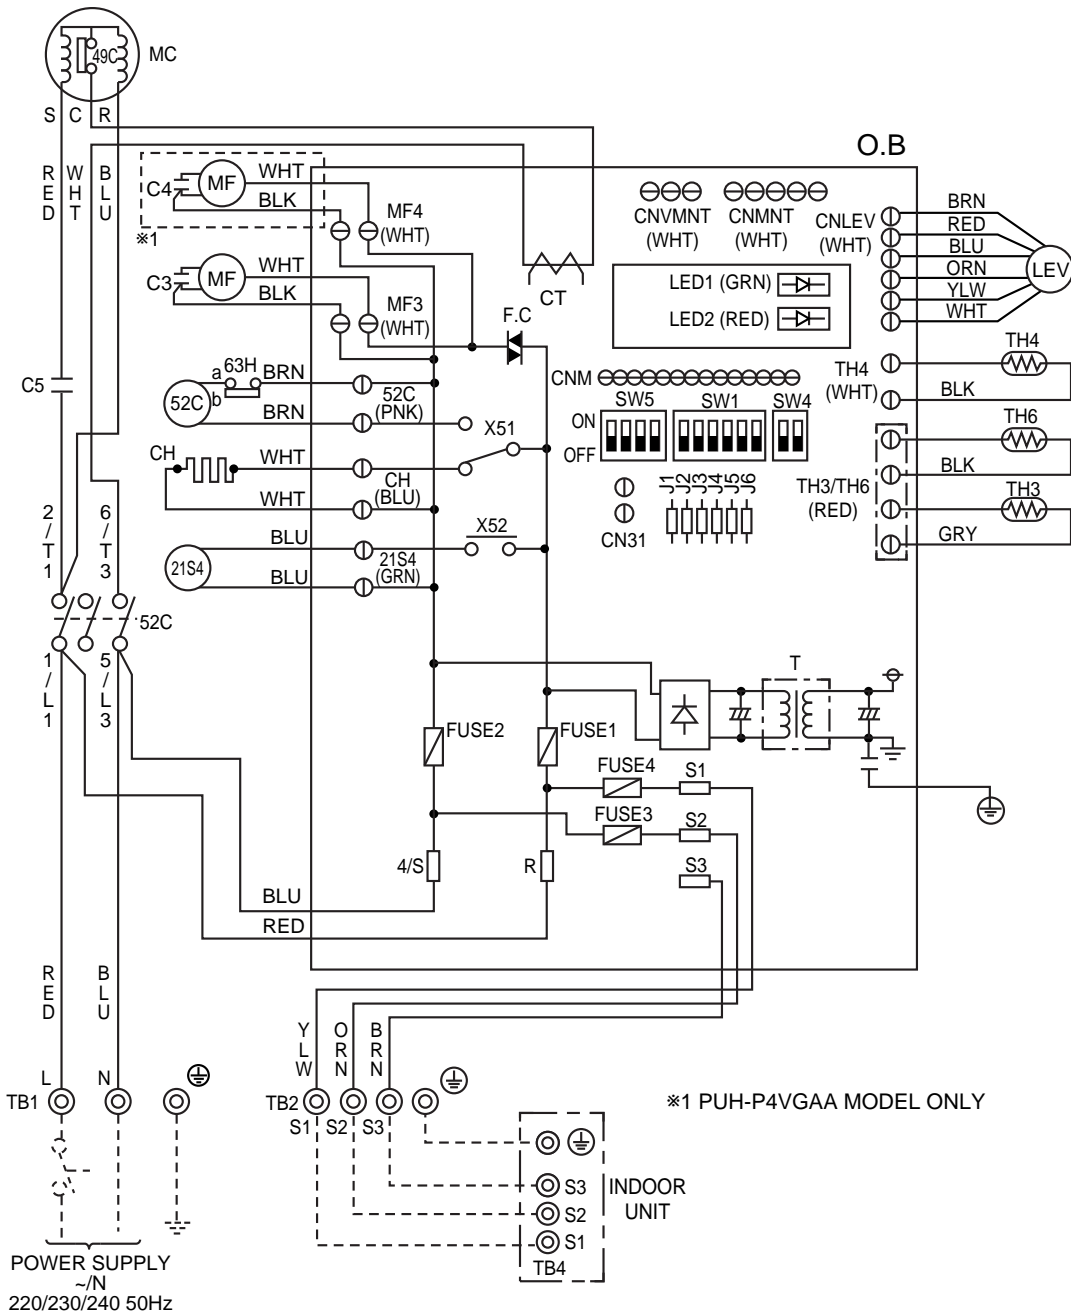 49C
MC
S C R
RED
WHT
BLU
O.B
C4
MF
WHT
BLK
※1
MF4
(WHT)
CNVMNT
(WHT)
CNMNT
(WHT)
CNLEV
(WHT)
BRN
RED
BLU
ORN
YLW
WHT
LEV
C3
MF
WHT
BLK
MF3
(WHT)
CT
F.C
LED1 (GRN)
LED2 (RED)
TH4
(WHT)
TH4
BLK
C5
a
63H
BRN
b
52C
BRN
52C
(PNK)
X51
CNM
SW5
SW1
SW4
ON
OFF
TH6
BLK
TH3/TH6
(RED)
TH3
GRY
CH
WHT
WHT
CH
(BLU)
J1
J2
J3
J4
J5
J6
CN31
2/T1
6/T3
BLU
X52
21S4
BLU
21S4
(GRN)
52C
1/L1
5/L3
T
FUSE2
FUSE1
FUSE4
S1
FUSE3
S2
4/S
R
S3
BLU
RED
RED
BLU
YLW
ORN
BRN
L
N
TB1
TB2
S1 S2 S3
※1 PUH-P4VGAA MODEL ONLY
S3
S2
S1
TB4
INDOOR
UNIT
POWER SUPPLY
~/N
220/230/240 50Hz